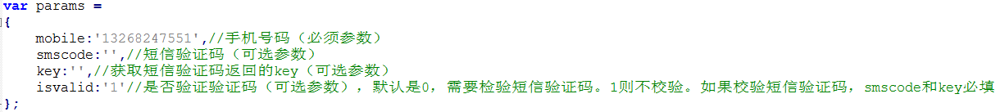 var params =
{
mobile:'13268247551',//手机号码（必须参数）
smscode:'',//短信验证码（可选参数）
key:'',//获取短信验证码返回的key（可选参数）
isvalid:'1'//是否验证验证码（可选参数），默认是0，需要检验短信验证码。1则不校验。如果校验短信验证码，smscode和key必填
};